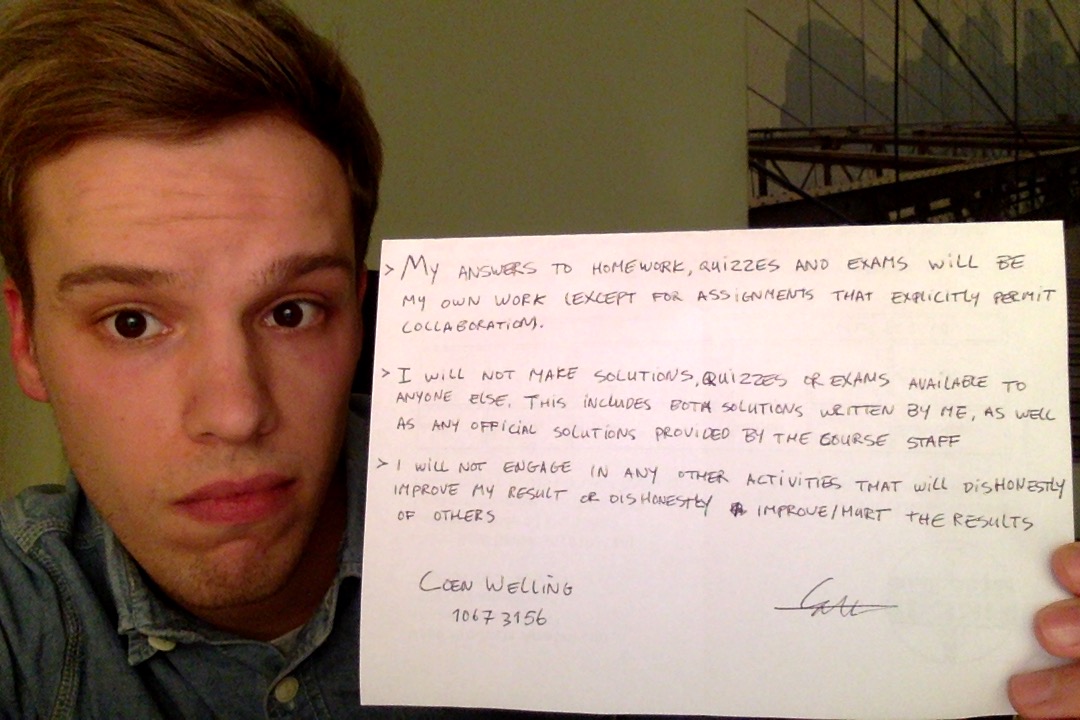 > MY ANSWERS TO HOMEWORK, QUIZZES AND EXAMS WILL BE
MY OWN WORK (EXCEPT FOR ASSIGNMENTS THAT EXPLICITLY PERMIT
COLLABORATION).
> I WILL NOT MAKE SOLUTIONS, QUIZZES OR EXAMS AVAILABLE TO
ANYONE ELSE. THIS INCLUDES BOTH SOLUTIONS WRITTEN BY ME, AS WELL
AS ANY OFFICIAL SOLUTIONS PROVIDED BY THE COURSE STAFF
> I WILL NOT ENGAGE IN ANY OTHER ACTIVITIES THAT WILL DISHONESTLY
IMPROVE MY RESULT OR DISHONESTLY IMPROVE/HURT THE RESULTS
OF OTHERS
COEN WELLING
10673156